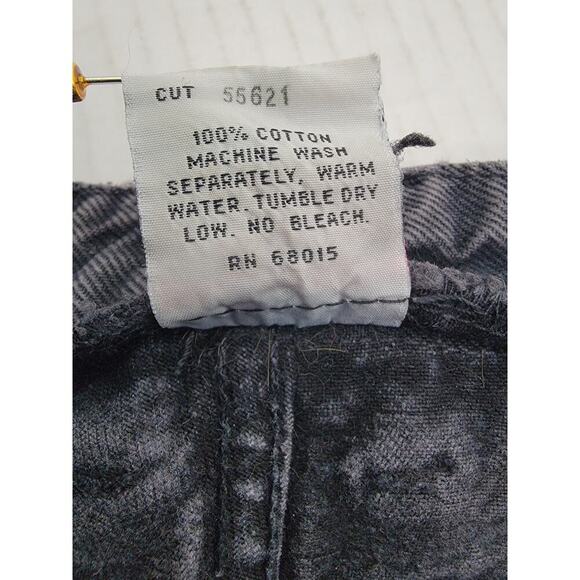 CUT 55621
100% COTTON
MACHINE WASH
SEPARATELY, WARM
WATER. TUMBLE DRY
LOW. NO BLEACH.
RN 68015